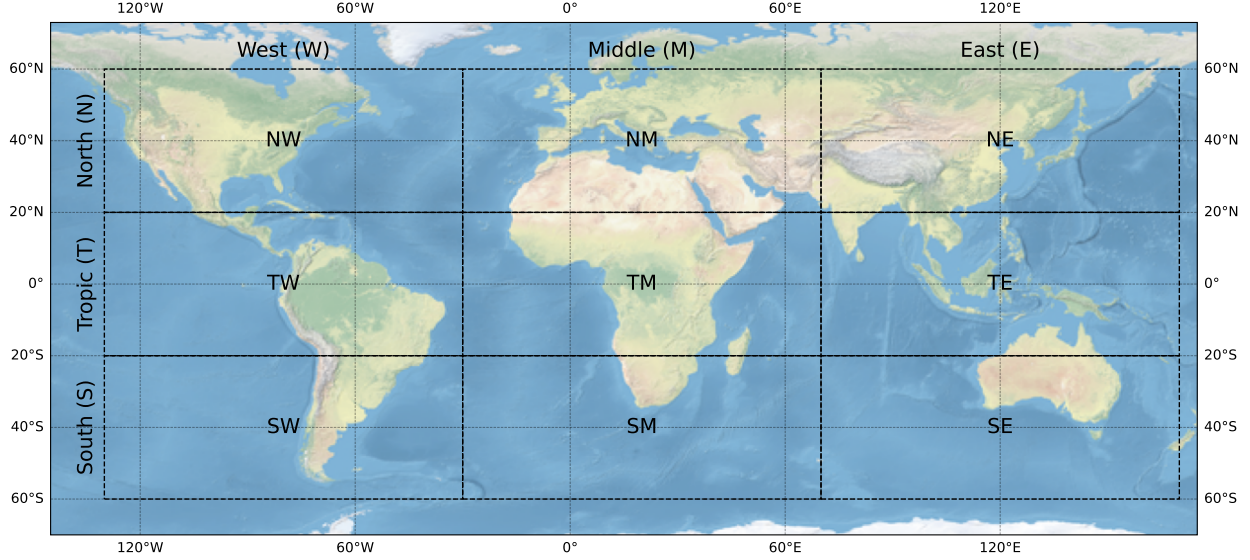 120°W 60°W 0° 60°E 120°E
West (W) Middle (M) East (E)
60°N 60°N
North (N)
40°N NW NM NE 40°N
20°N 20°N
Tropic (T)
0° TW TM TE 0°
20°S 20°S
South (S)
40°S SW SM SE 40°S
60°S 60°S
120°W 60°W 0° 60°E 120°E